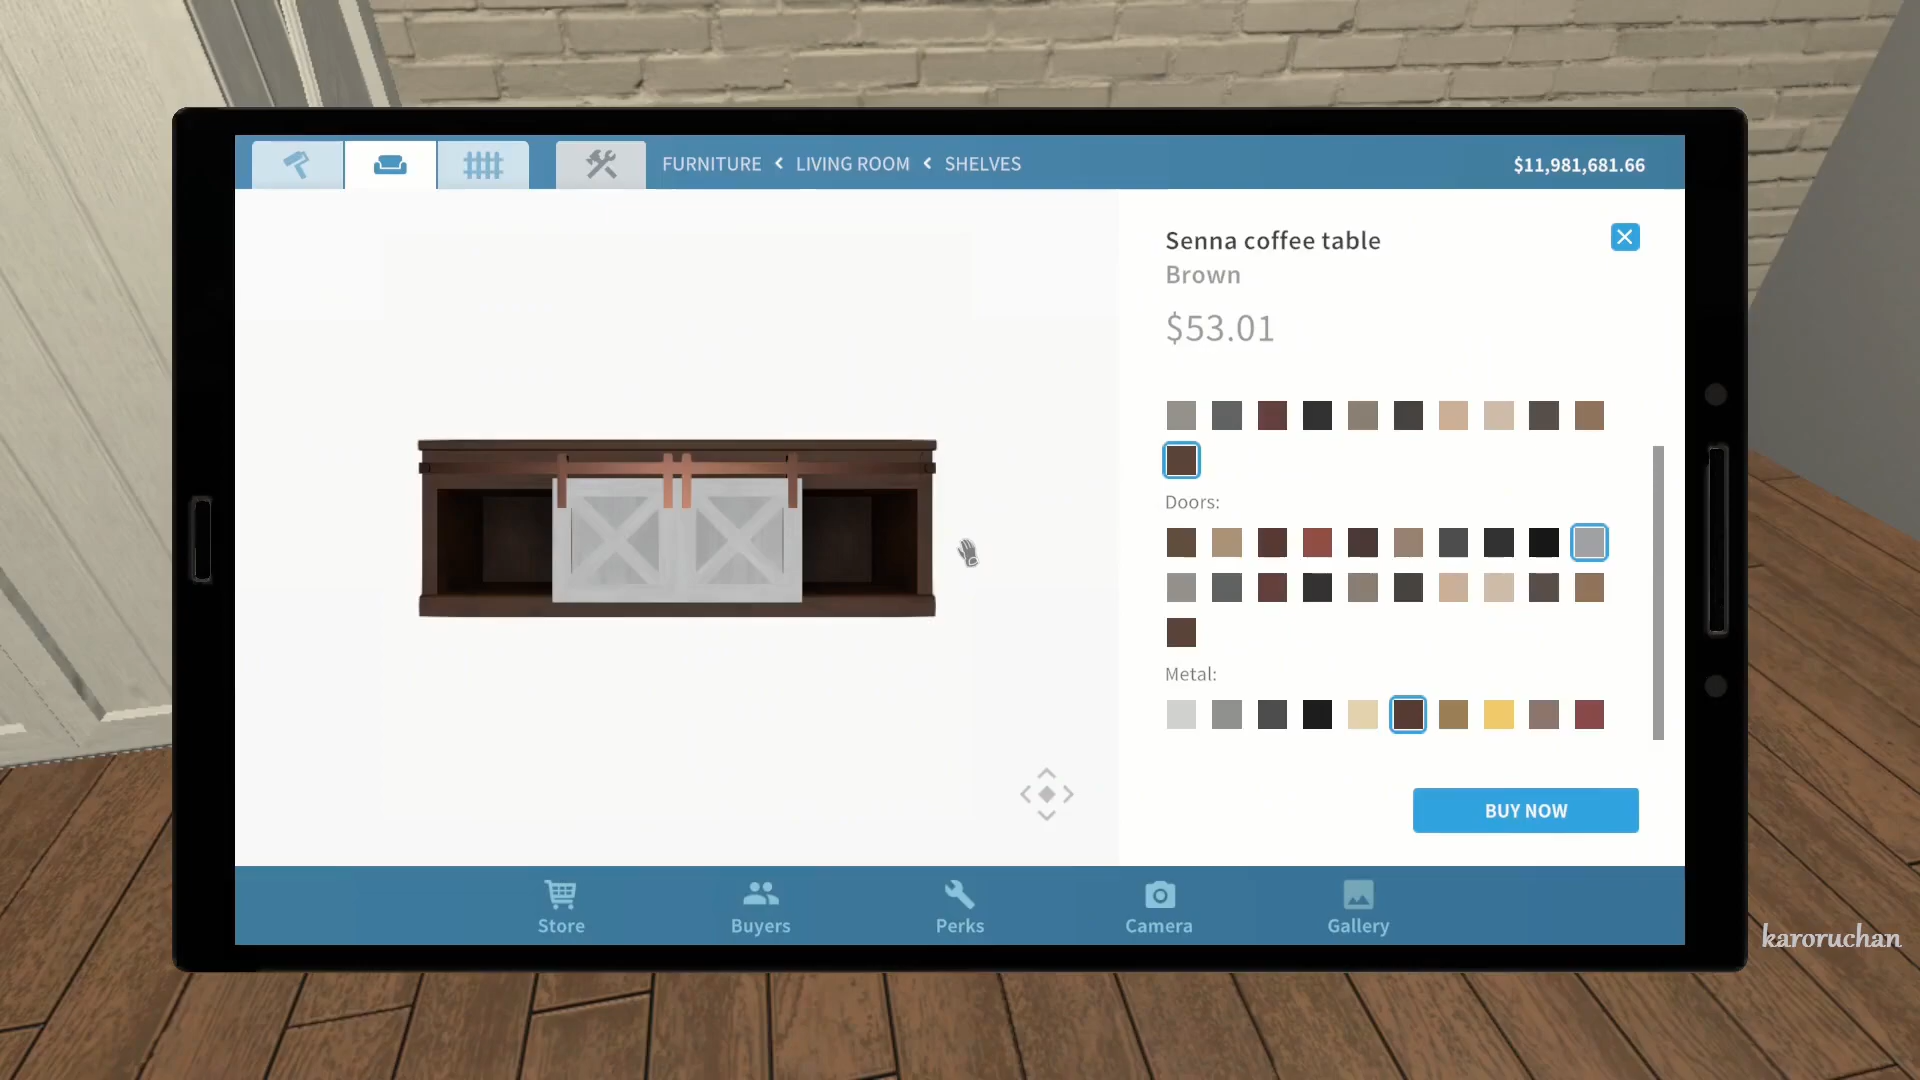 FURNITURE < LIVING ROOM < SHELVES
$11,981,681.66
Senna coffee table
Brown
$53.01
Doors:
Metal:
BUY NOW
Store
Buyers
Perks
Camera
Gallery
karoruchan